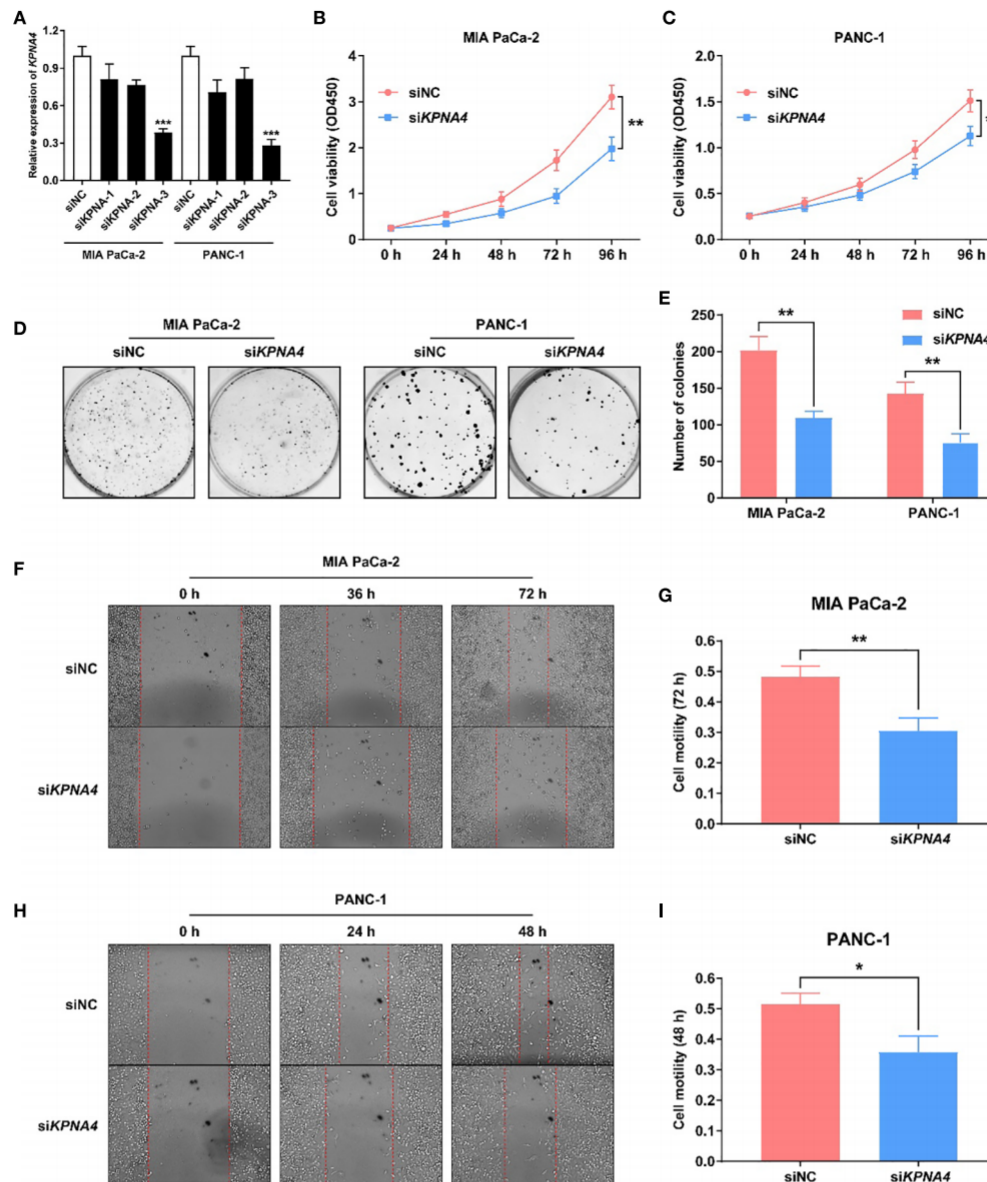 A
Relative expression of KPNA4
1.2
0.9
0.6
0.3
0.0
***
***
siNC
siKPNA-1
siKPNA-2
siKPNA-3
siNC
siKPNA-1
siKPNA-2
siKPNA-3
MIA PaCa-2
PANC-1
B
MIA PaCa-2
Cell viability (OD450)
4
3
2
1
0
siNC
siKPNA4
**
0 h
24 h
48 h
72 h
96 h
C
PANC-1
Cell viability (OD450)
2.0
1.5
1.0
0.5
0.0
siNC
siKPNA4
0 h
24 h
48 h
72 h
96 h
D
MIA PaCa-2
PANC-1
siNC
siKPNA4
siNC
siKPNA4
E
siNC
siKPNA4
Number of colonies
250
200
150
100
50
0
**
**
MIA PaCa-2
PANC-1
F
MIA PaCa-2
0 h
36 h
72 h
siNC
siKPNA4
G
MIA PaCa-2
Cell motility (72 h)
0.6
0.5
0.4
0.3
0.2
0.1
0.0
**
siNC
siKPNA4
H
PANC-1
0 h
24 h
48 h
siNC
siKPNA4
I
PANC-1
Cell motility (48 h)
0.6
0.5
0.4
0.3
0.2
0.1
0.0
*
siNC
siKPNA4